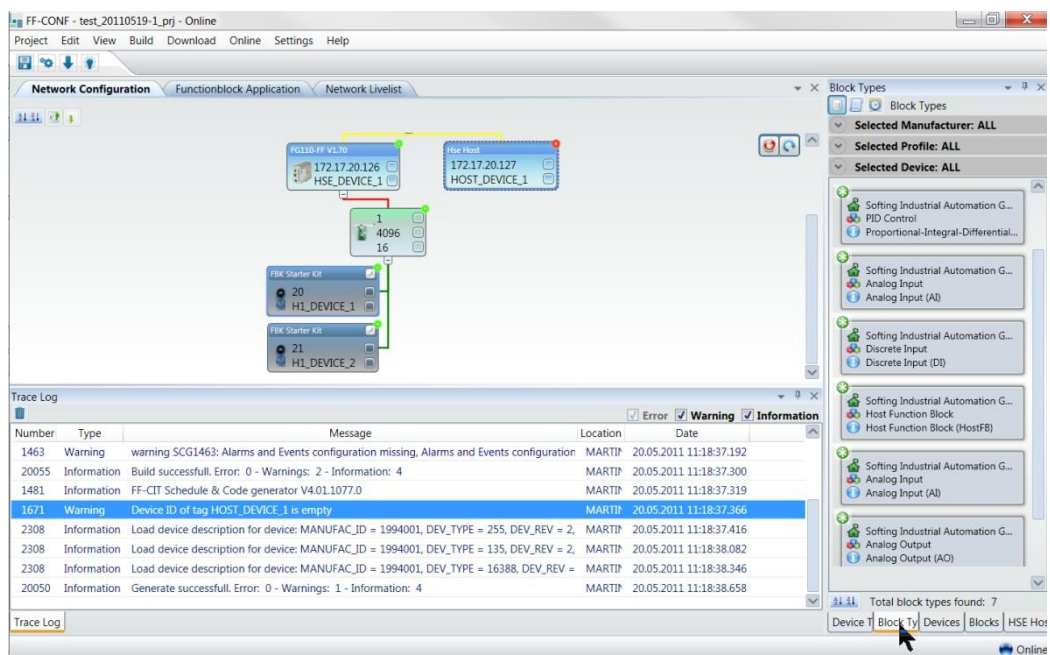 FF-CONF - test_20110519-1_prj - Online
Project Edit View Build Download Online Settings Help
Network Configuration Functionblock Application Network Livelist
FG110-FF V1.70
172.17.20.126
HSE_DEVICE_1
Hse Host
172.17.20.127
HOST_DEVICE_1
1
4096
16
FBK Starter Kit
20
H1_DEVICE_1
FBK Starter Kit
21
H1_DEVICE_2
Block Types
Block Types
Selected Manufacturer: ALL
Selected Profile: ALL
Selected Device: ALL
Softing Industrial Automation G...
PID Control
Proportional-Integral-Differential...
Softing Industrial Automation G...
Analog Input
Analog Input (AI)
Softing Industrial Automation G...
Discrete Input
Discrete Input (DI)
Softing Industrial Automation G...
Host Function Block
Host Function Block (HostFB)
Softing Industrial Automation G...
Analog Input
Analog Input (AI)
Softing Industrial Automation G...
Analog Output
Analog Output (AO)
Total block types found: 7
Device T Block Ty Devices Blocks HSE Hos
Trace Log
Error Warning Information
Number Type Message Location Date
1463 Warning warning SCG1463: Alarms and Events configuration missing, Alarms and Events configuration MARTIN 20.05.2011 11:18:37.192
20055 Information Build successfull. Error: 0 - Warnings: 2 - Information: 4 MARTIN 20.05.2011 11:18:37.300
1481 Information FF-CIT Schedule & Code generator V4.01.1077.0 MARTIN 20.05.2011 11:18:37.319
1671 Warning Device ID of tag HOST_DEVICE_1 is empty MARTIN 20.05.2011 11:18:37.366
2308 Information Load device description for device: MANUFAC_ID = 1994001, DEV_TYPE = 255, DEV_REV = 2, MARTIN 20.05.2011 11:18:37.416
2308 Information Load device description for device: MANUFAC_ID = 1994001, DEV_TYPE = 135, DEV_REV = 2, MARTIN 20.05.2011 11:18:38.082
2308 Information Load device description for device: MANUFAC_ID = 1994001, DEV_TYPE = 16388, DEV_REV = MARTIN 20.05.2011 11:18:38.346
20050 Information Generate successfull. Error: 0 - Warnings: 1 - Information: 4 MARTIN 20.05.2011 11:18:38.658
Trace Log
Online